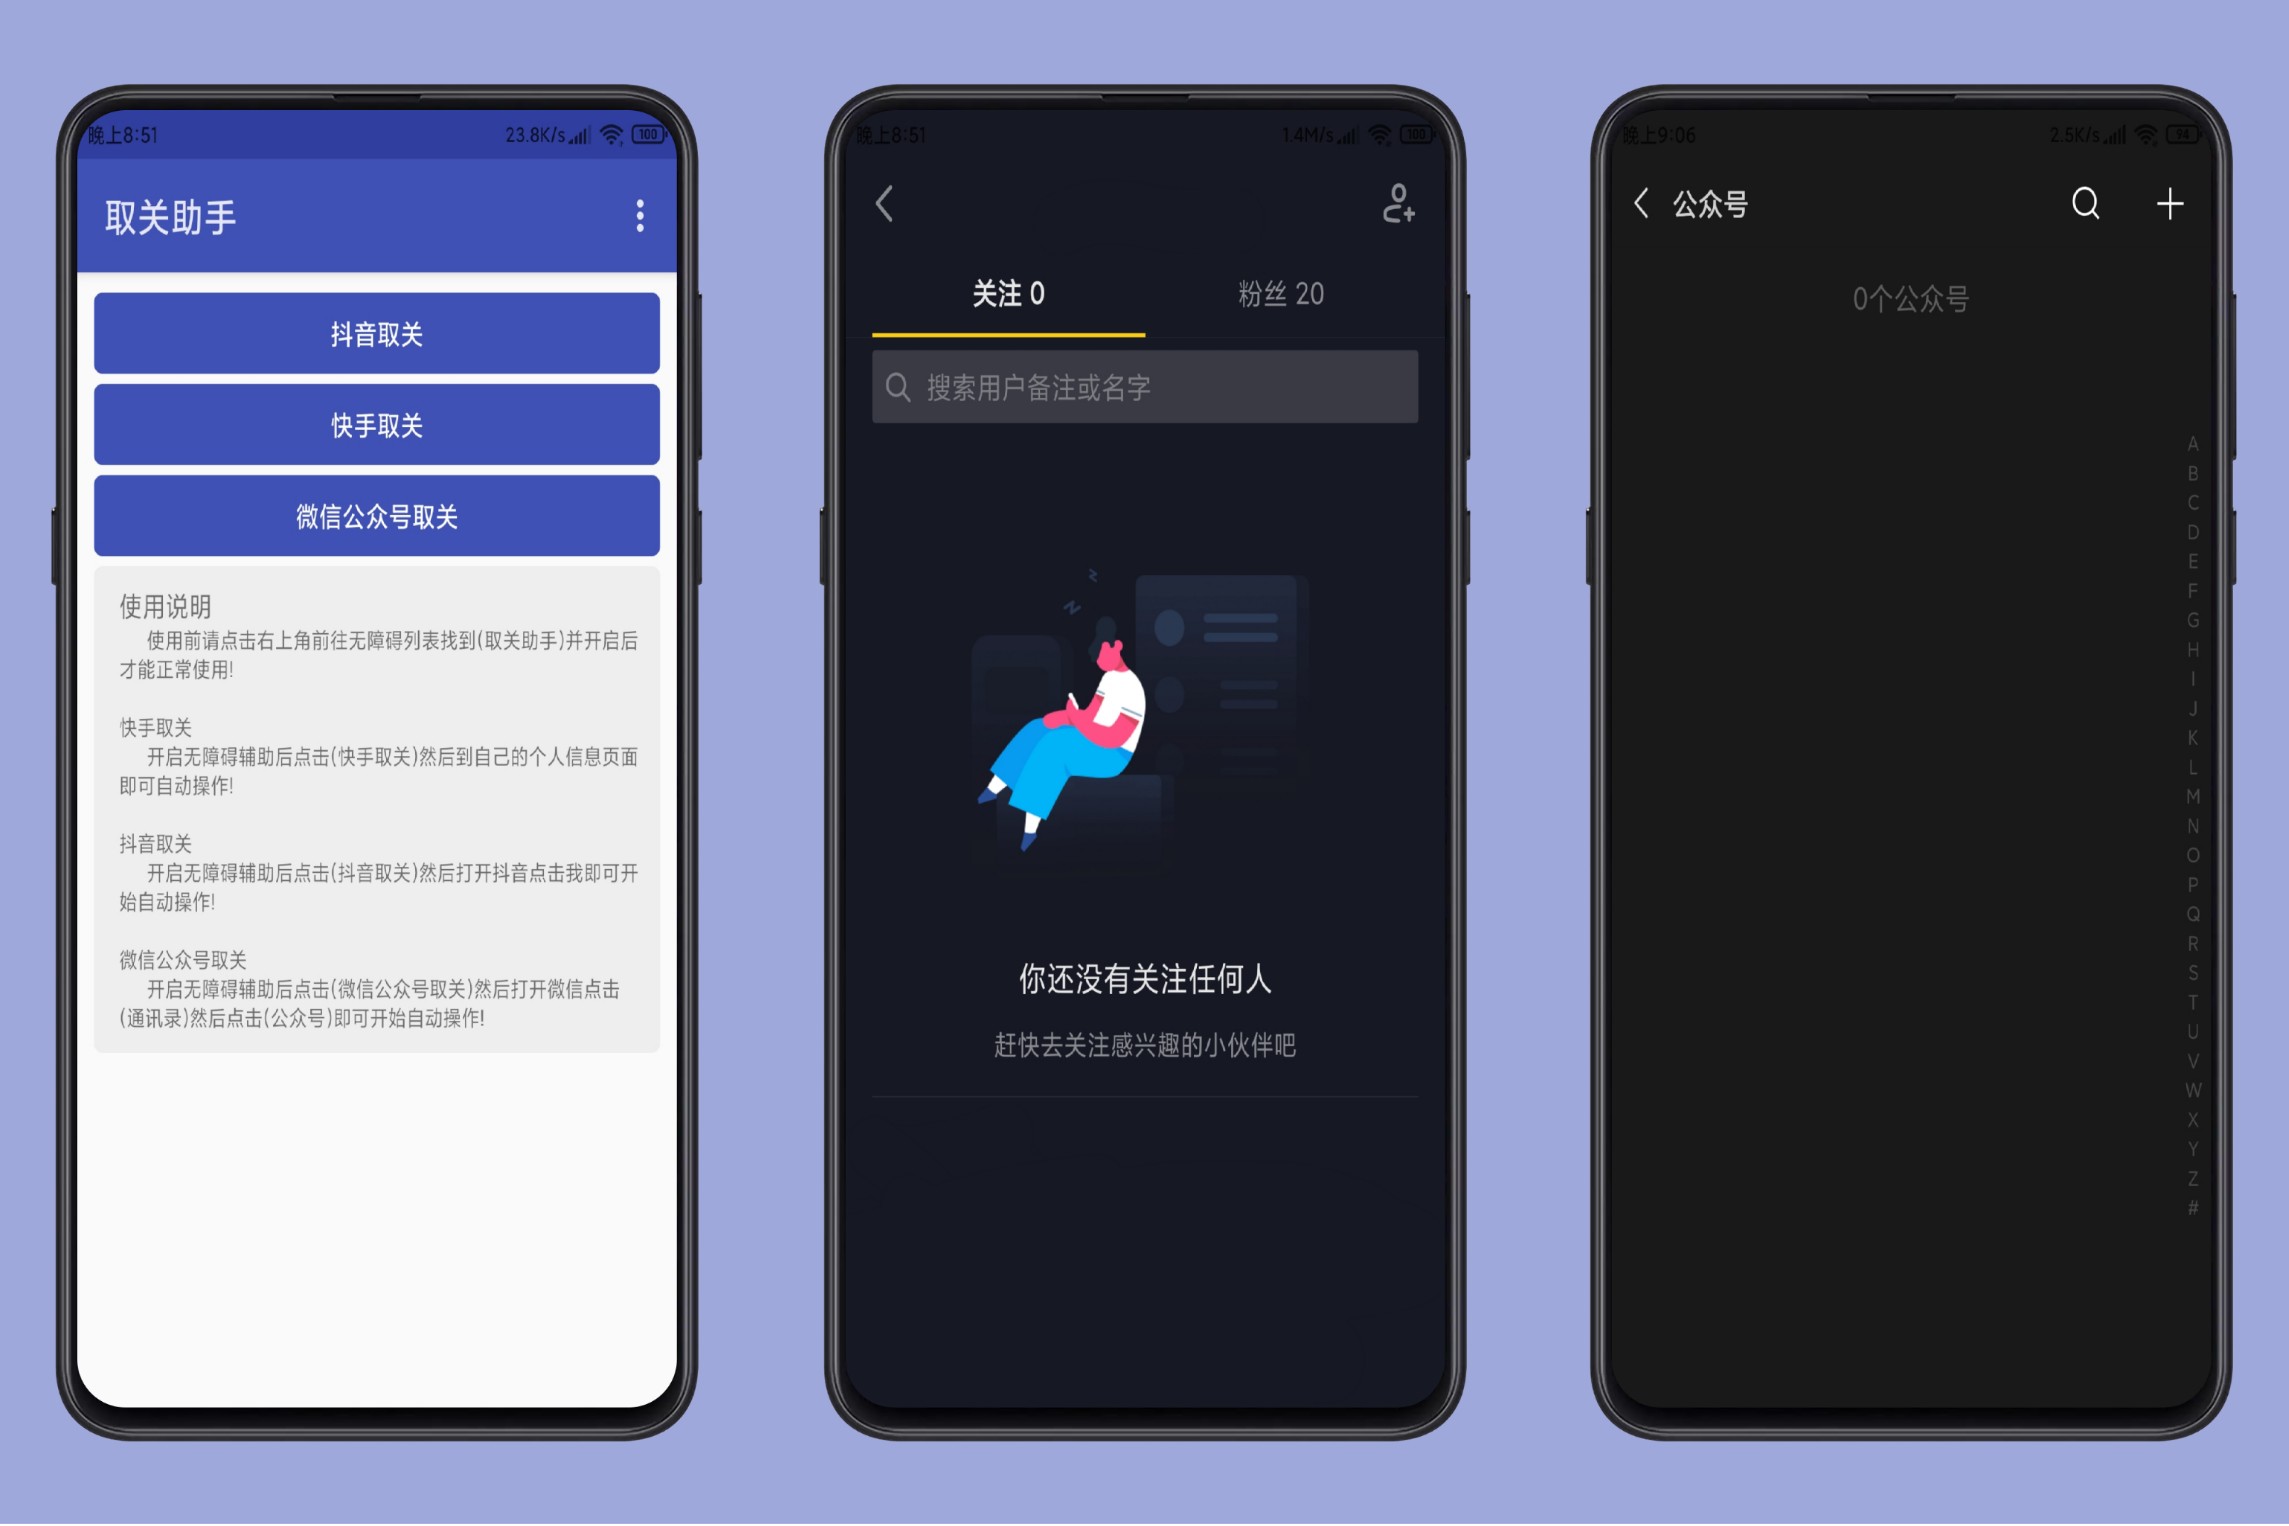 晚上8:51
23.8K/s
100
取关助手
抖音取关
快手取关
微信公众号取关
使用说明
使用前请点击右上角前往无障碍列表找到(取关助手)并开启后
才能正常使用!
快手取关
开启无障碍辅助后点击(快手取关)然后到自己的个人信息页面
即可自动操作!
抖音取关
开启无障碍辅助后点击(抖音取关)然后打开抖音点击我即可开
始自动操作!
微信公众号取关
开启无障碍辅助后点击(微信公众号取关)然后打开微信点击
(通讯录)然后点击(公众号)即可开始自动操作!
晚上8:51
1.4M/s
100
关注 0
粉丝 20
搜索用户备注或名字
你还没有关注任何人
赶快去关注感兴趣的小伙伴吧
晚上9:06
2.5K/s
94
公众号
0个公众号
A
B
C
D
E
F
G
H
I
J
K
L
M
N
O
P
Q
R
S
T
U
V
W
X
Y
Z
#